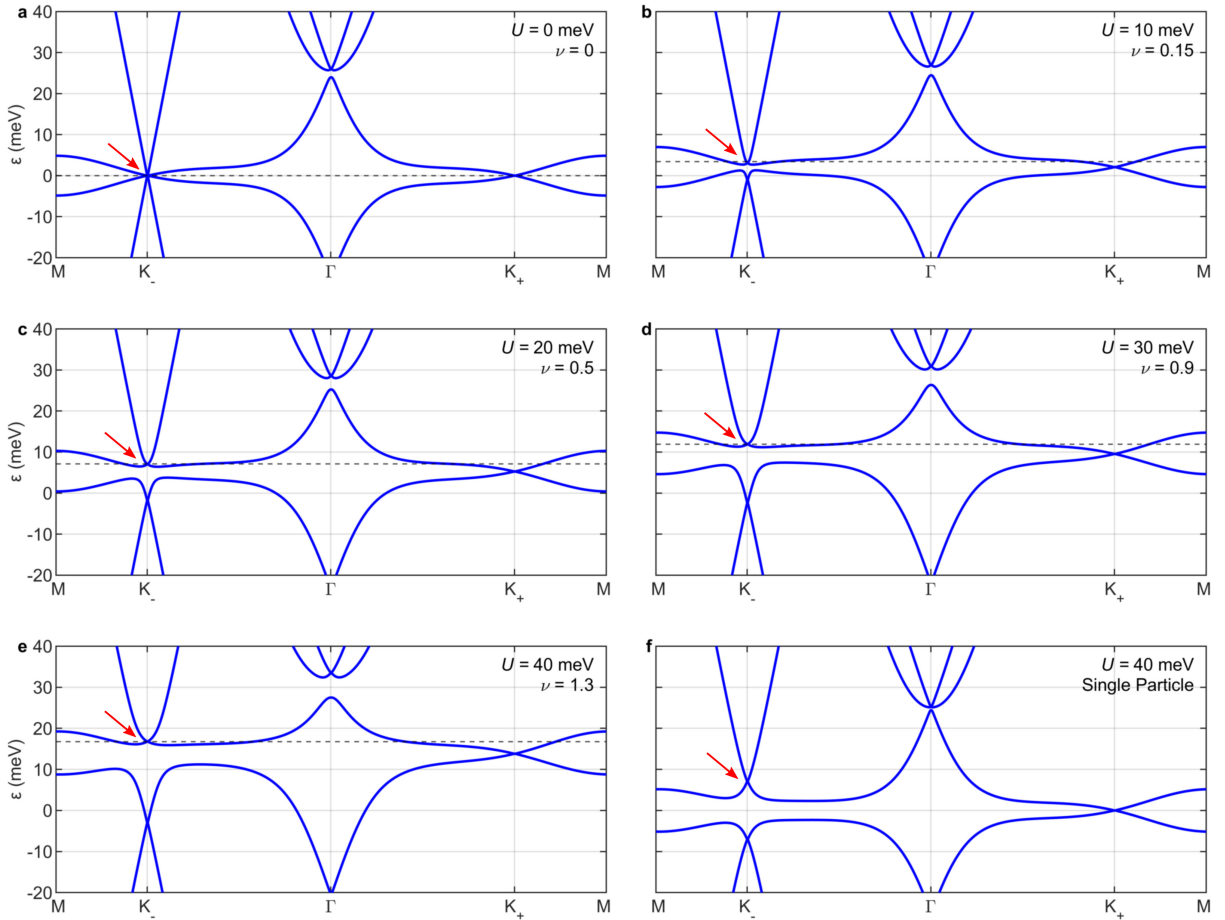 a
U = 0 meV
ν = 0
ε (meV)
40
30
20
10
0
-10
-20
M K₋ Γ K₊ M
b
U = 10 meV
ν = 0.15
M K₋ Γ K₊ M
c
U = 20 meV
ν = 0.5
ε (meV)
40
30
20
10
0
-10
-20
M K₋ Γ K₊ M
d
U = 30 meV
ν = 0.9
M K₋ Γ K₊ M
e
U = 40 meV
ν = 1.3
ε (meV)
40
30
20
10
0
-10
-20
M K₋ Γ K₊ M
f
U = 40 meV
Single Particle
M K₋ Γ K₊ M